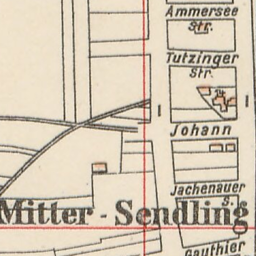 Ammersee
Str.
Tutzinger
Str.
I I
Johann
Jachenauer
S.
Mitter - Sendling
Gauthier